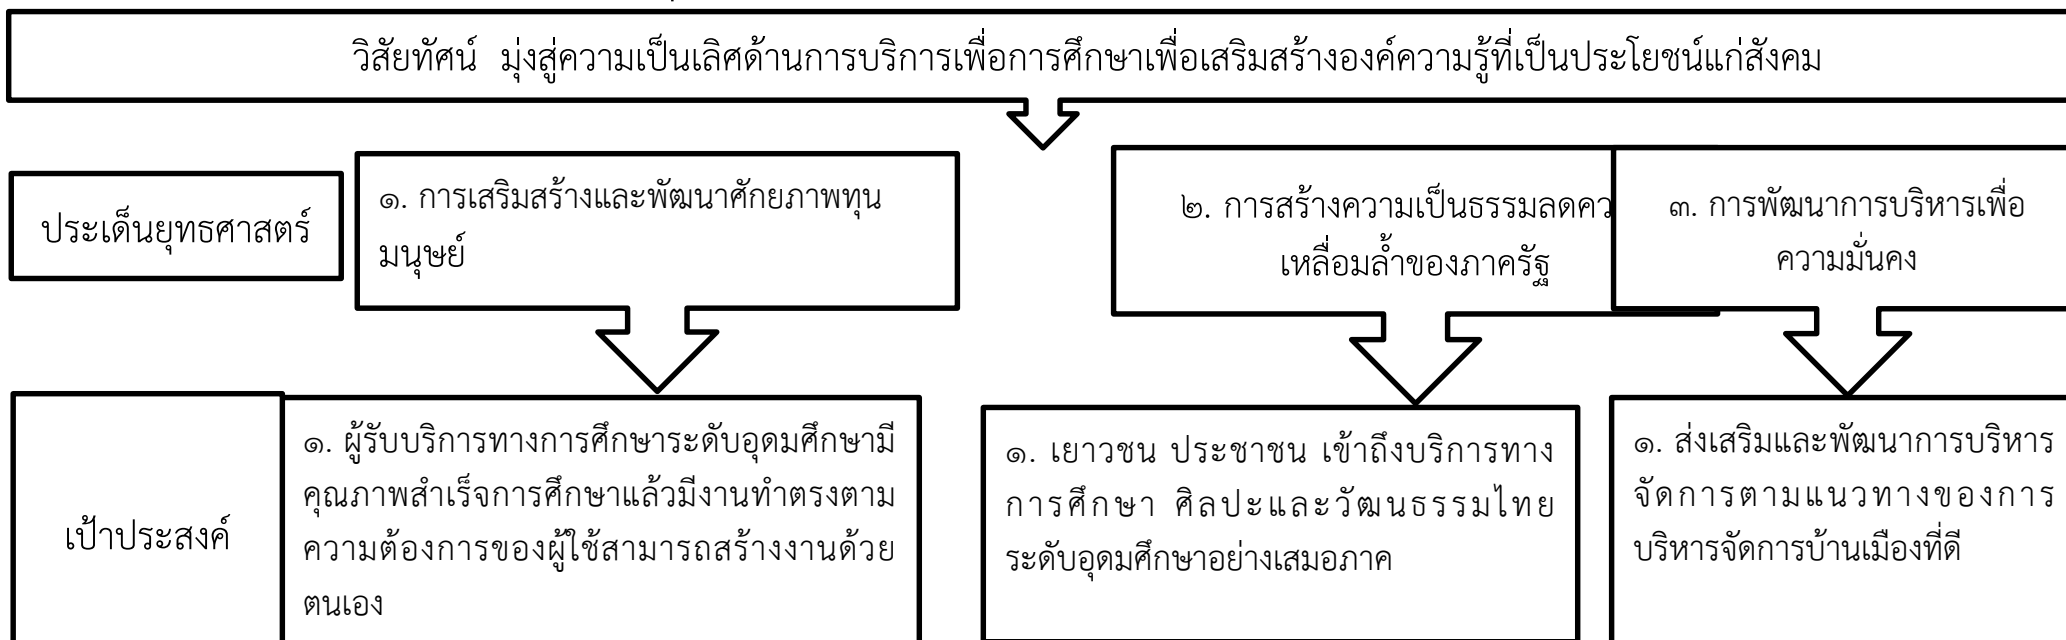 วิสัยทัศน์ มุ่งสู่ความเป็นเลิศด้านการบริการเพื่อการศึกษาเพื่อเสริมสร้างองค์ความรู้ที่เป็นประโยชน์แก่สังคม
ประเด็นยุทธศาสตร์
๑. การเสริมสร้างและพัฒนาศักยภาพทุน
มนุษย์
๒. การสร้างความเป็นธรรมลดคว
เหลื่อมล้ำของภาครัฐ
๓. การพัฒนาการบริหารเพื่อ
ความมั่นคง
เป้าประสงค์
๑. ผู้รับบริการทางการศึกษาระดับอุดมศึกษามี
คุณภาพสำเร็จการศึกษาแล้วมีงานทำตรงตาม
ความต้องการของผู้ใช้สามารถสร้างงานด้วย
ตนเอง
๑. เยาวชน ประชาชน เข้าถึงบริการทาง
การศึกษา ศิลปะและวัฒนธรรมไทย
ระดับอุดมศึกษาอย่างเสมอภาค
๑. ส่งเสริมและพัฒนาการบริหาร
จัดการตามแนวทางของการ
บริหารจัดการบ้านเมืองที่ดี